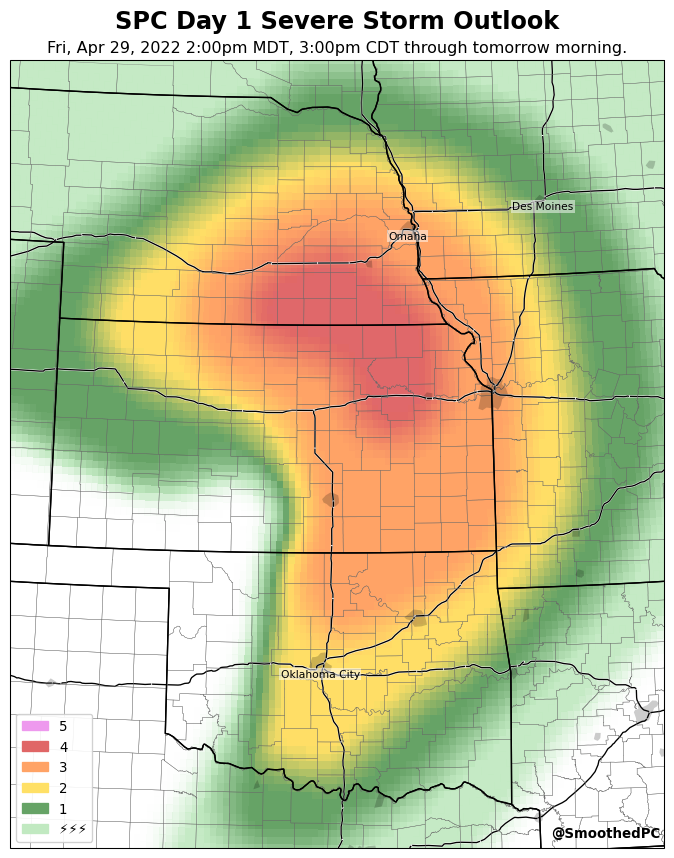 SPC Day 1 Severe Storm Outlook
Fri, Apr 29, 2022 2:00pm MDT, 3:00pm CDT through tomorrow morning.
Des Moines
Omaha
Oklahoma City
5
4
3
2
1
⚡⚡⚡
@SmoothedPC